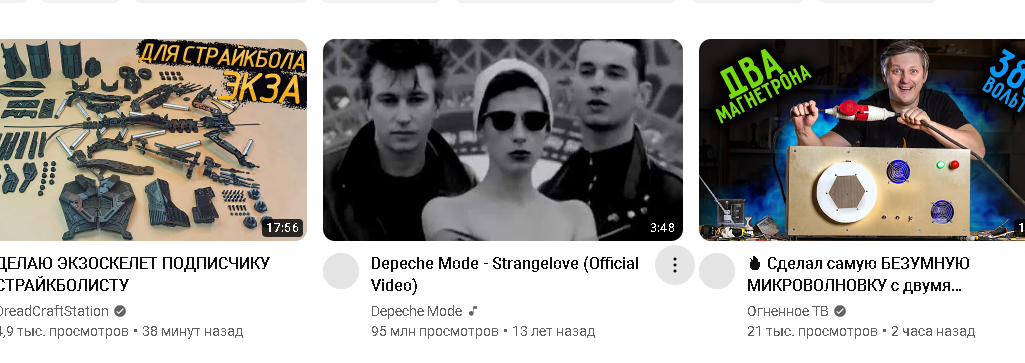 ДЛЯ СТРАЙКБОЛА
ЭКЗА
17:56
ДЕЛАЮ ЭКЗОСКЕЛЕТ ПОДПИСЧИКУ
СТРАЙКБОЛИСТУ
DreadCraftStation
4,9 тыс. просмотров • 38 минут назад
3:48
Depeche Mode - Strangelove (Official
Video)
Depeche Mode
95 млн просмотров • 13 лет назад
ДВА
МАГНЕТРОНА
38
ВОЛЬТ
🔥 Сделал самую БЕЗУМНУЮ
МИКРОВОЛНОВКУ с двумя...
Огненное ТВ
21 тыс. просмотров • 2 часа назад